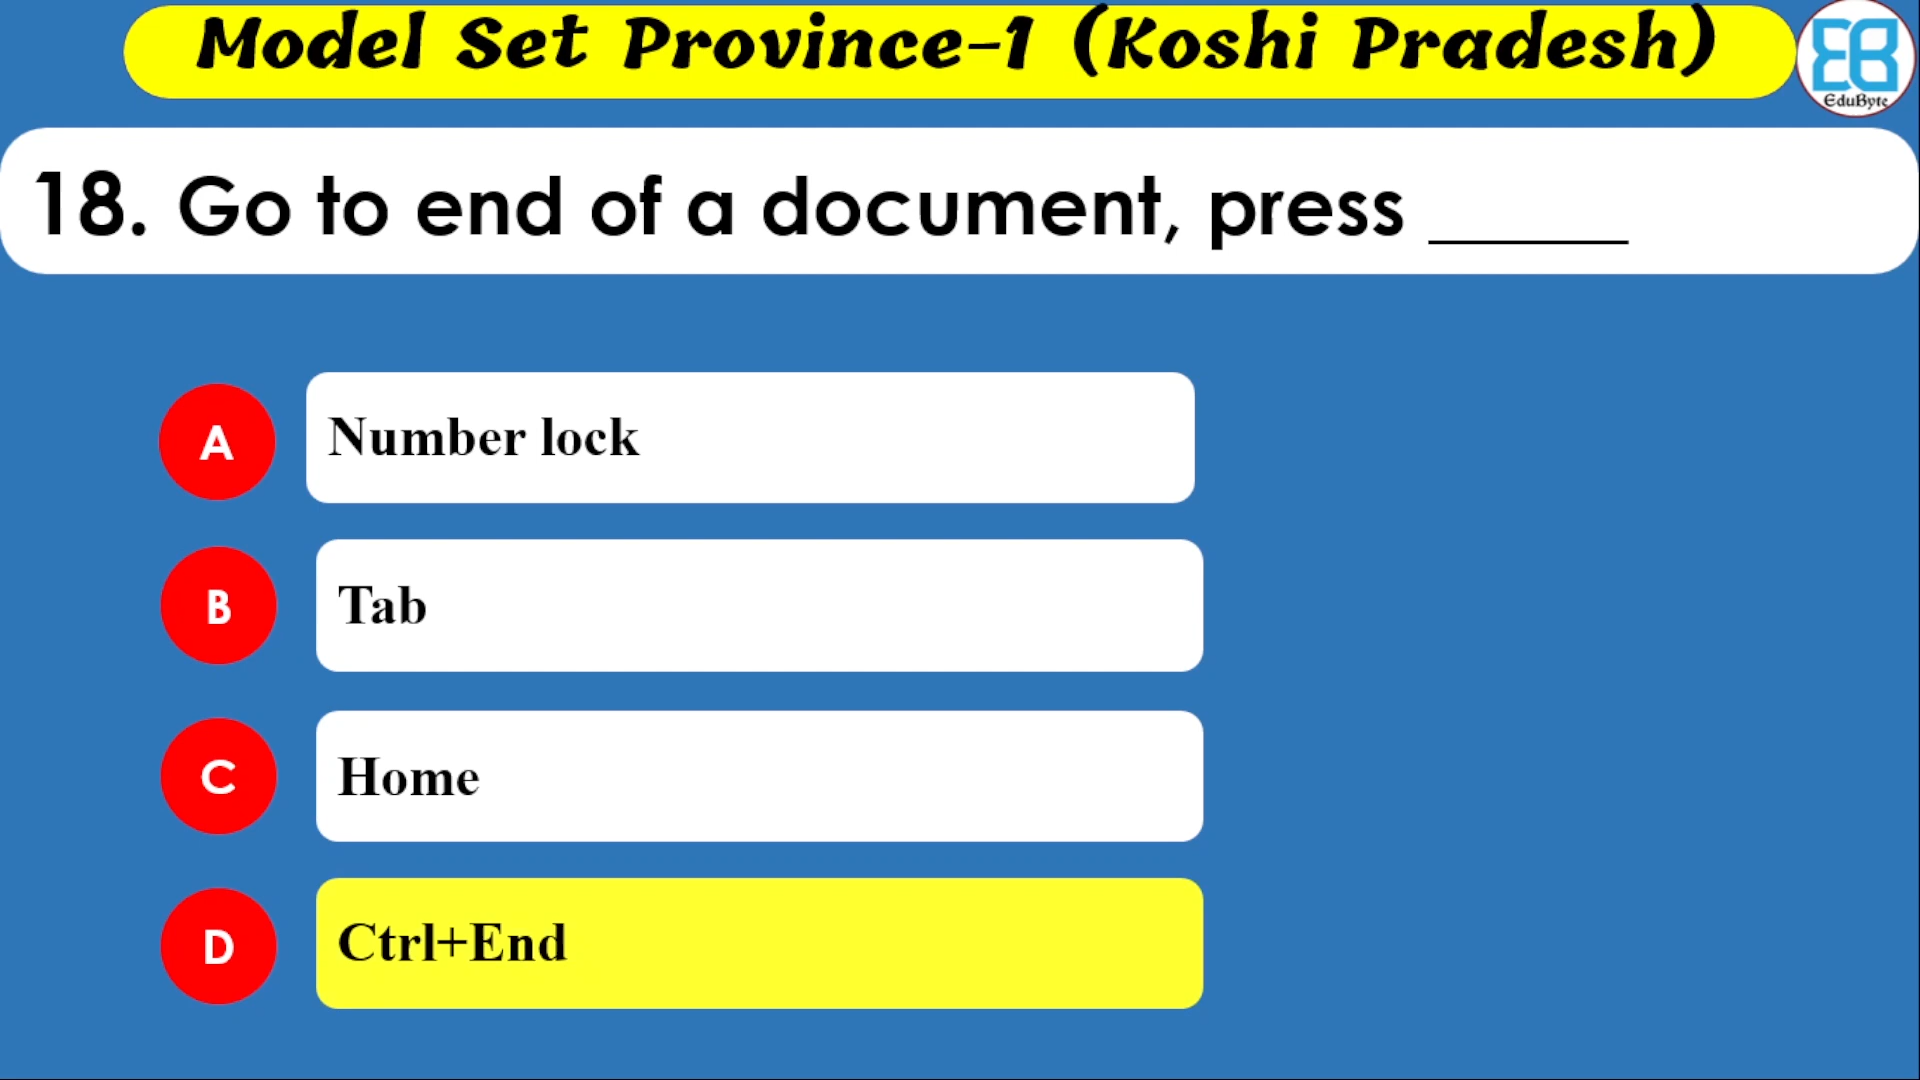 Model Set Province-1 (Koshi Pradesh)
EduByte
18. Go to end of a document, press _____
A Number lock
B Tab
C Home
D Ctrl+End